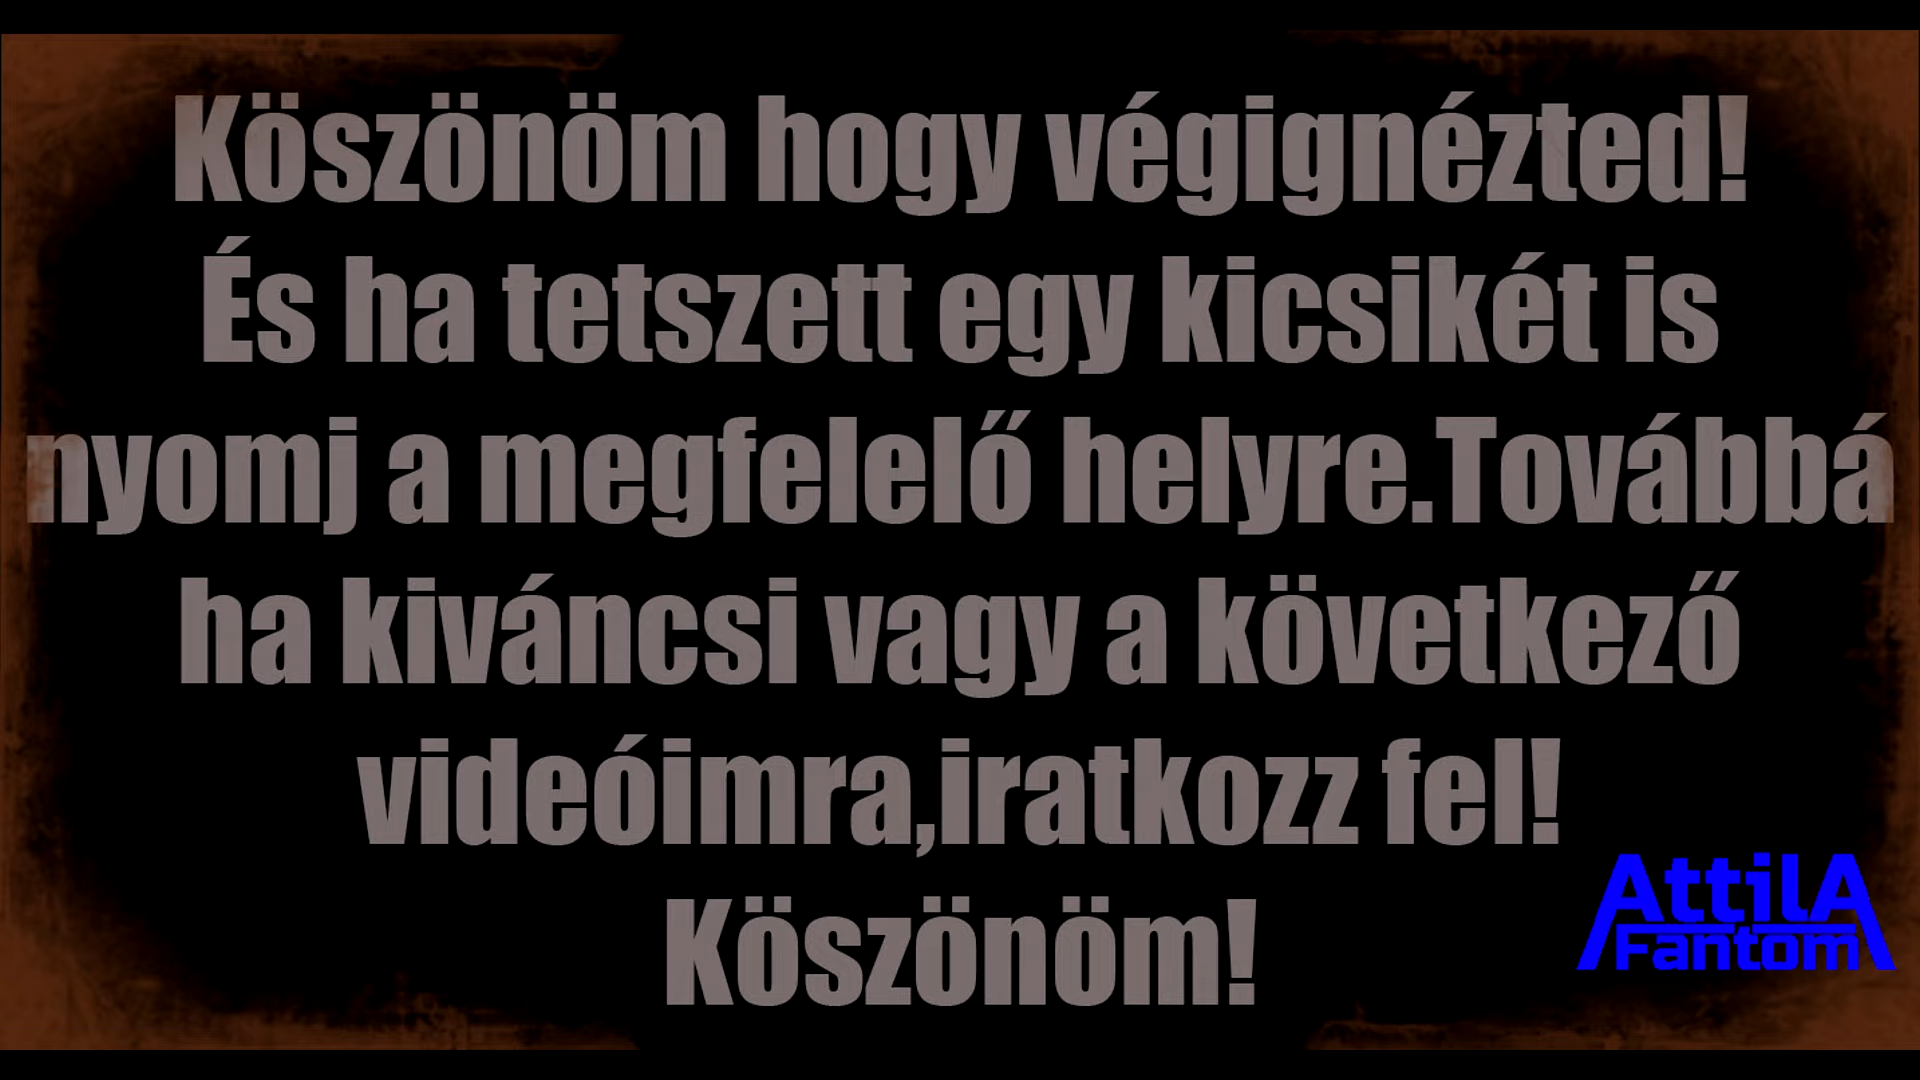 Köszönöm hogy végignézted!
És ha tetszett egy kicsikét is
nyomj a megfelelő helyre.Továbbá
ha kiváncsi vagy a következő
videóimra,iratkozz fel!
Köszönöm!
AttilA
Fantom